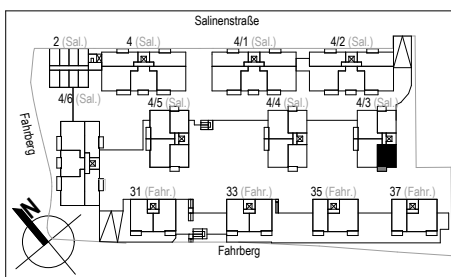 Salinenstraße
2 (Sal.) 4 (Sal.) 4/1 (Sal.) 4/2 (Sal.)
4/6 (Sal.) 4/5 (Sal.) 4/4 (Sal.) 4/3 (Sal.)
Fahrberg
31 (Fahr.) 33 (Fahr.) 35 (Fahr.) 37 (Fahr.)
N
Fahrberg